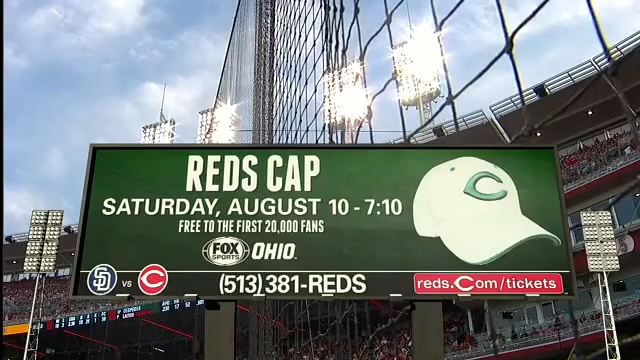 REDS CAP
SATURDAY, AUGUST 10 - 7:10
FREE TO THE FIRST 20,000 FANS
FOX SPORTS OHIO
C
SD VS C
(513)381-REDS
reds.com/tickets